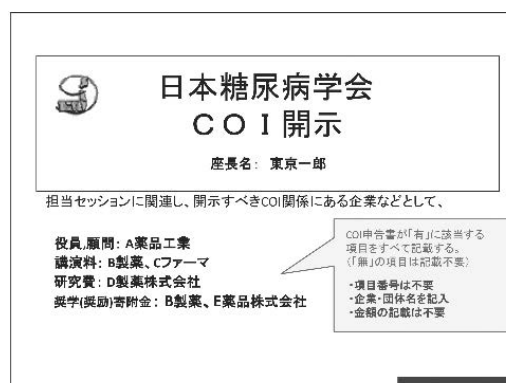 日本糖尿病学会
ＣＯＩ開示
座長名： 東京一郎
担当セッションに関連し、開示すべきCOI関係にある企業などとして、
役員,顧問： A薬品工業
講演料： B製薬、Cファーマ
研究費： D製薬株式会社
奨学(奨励)寄附金： B製薬、E薬品株式会社
COI申告書が「有」に該当する
項目をすべて記載する。
(「無」の項目は記載不要)
・項目番号は不要
・企業・団体名を記入
・金額の記載は不要